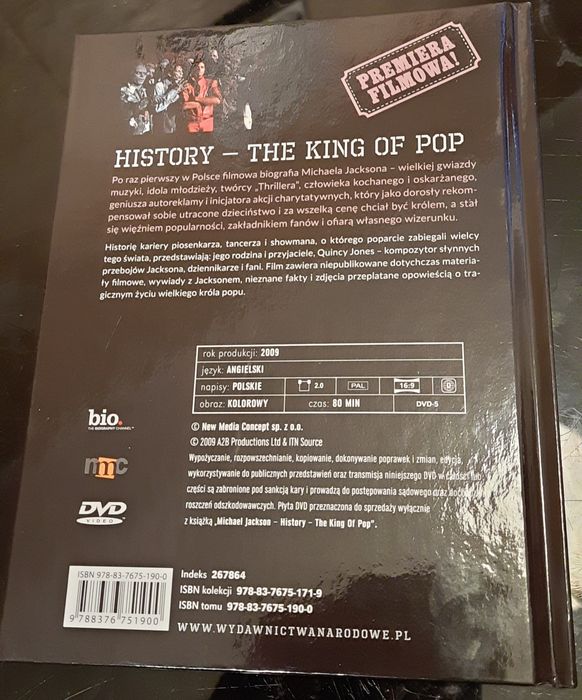 PREMIERA
FILMOWA!
HISTORY – THE KING OF POP
Po raz pierwszy w Polsce filmowa biografia Michaela Jacksona – wielkiej gwiazdy
muzyki, idola młodzieży, twórcy „Thrillera”, człowieka kochanego i oskarżanego,
geniusza autoreklamy i inicjatora akcji charytatywnych, który jako dorosły rekom-
pensował sobie utracone dzieciństwo i za wszelką cenę chciał być królem, a stał
się więźniem popularności, zakładnikiem fanów i ofiarą własnego wizerunku.
Historię kariery piosenkarza, tancerza i showmana, o którego poparcie zabiegali wielcy
tego świata, przedstawiają: jego rodzina i przyjaciele, Quincy Jones – kompozytor słynnych
przebojów Jacksona, dziennikarze i fani. Film zawiera niepublikowane dotychczas materia-
ły filmowe, wywiady z Jacksonem, nieznane fakty i zdjęcia przeplatane opowieścią o tra-
gicznym życiu wielkiego króla popu.
rok produkcji: 2009
język: ANGIELSKI
napisy: POLSKIE 2.0 PAL 16:9
obraz: KOLOROWY czas: 80 MIN DVD-5
bio.
THE BIOGRAPHY CHANNEL
nmc
DVD
VIDEO
© New Media Concept sp. z o.o.
© 2009 A2B Productions Ltd & ITN Source
Wypożyczanie, rozpowszechnianie, kopiowanie, dokonywanie poprawek i zmian, edycja,
wykorzystywanie do publicznych przedstawień oraz transmisja niniejszego DVD w całości lub
części są zabronione pod sankcją kary i prowadzą do postępowania sądowego oraz
roszczeń odszkodowawczych. Płyta DVD przeznaczona do sprzedaży wyłącznie
z książką „Michael Jackson – History – The King Of Pop”.
ISBN 978-83-7675-190-0
9 788376 751900
Indeks 267864
ISBN kolekcji 978-83-7675-171-9
ISBN tomu 978-83-7675-190-0
WWW.WYDAWNICTWANARODOWE.PL